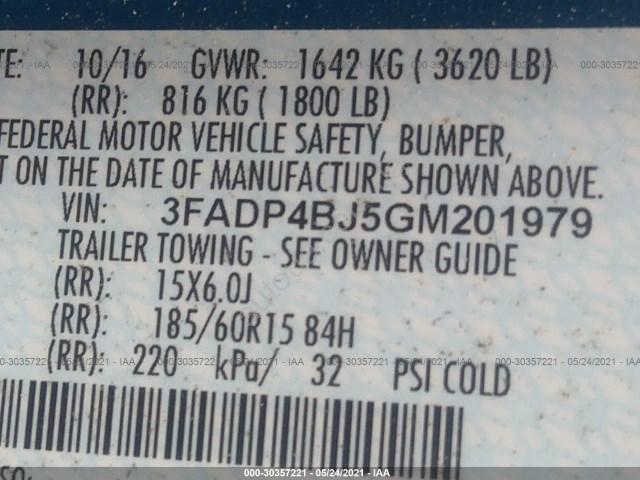 TE: 10/16 GVWR: 1642 KG ( 3620 LB)
(RR): 816 KG ( 1800 LB)
FEDERAL MOTOR VEHICLE SAFETY, BUMPER,
T ON THE DATE OF MANUFACTURE SHOWN ABOVE.
VIN: 3FADP4BJ5GM201979
TRAILER TOWING - SEE OWNER GUIDE
(RR): 15X6.0J
(RR): 185/60R15 84H
(RR): 220 kPa/ 32 PSI COLD
000-30357221 - 05/24/2021 - IAA